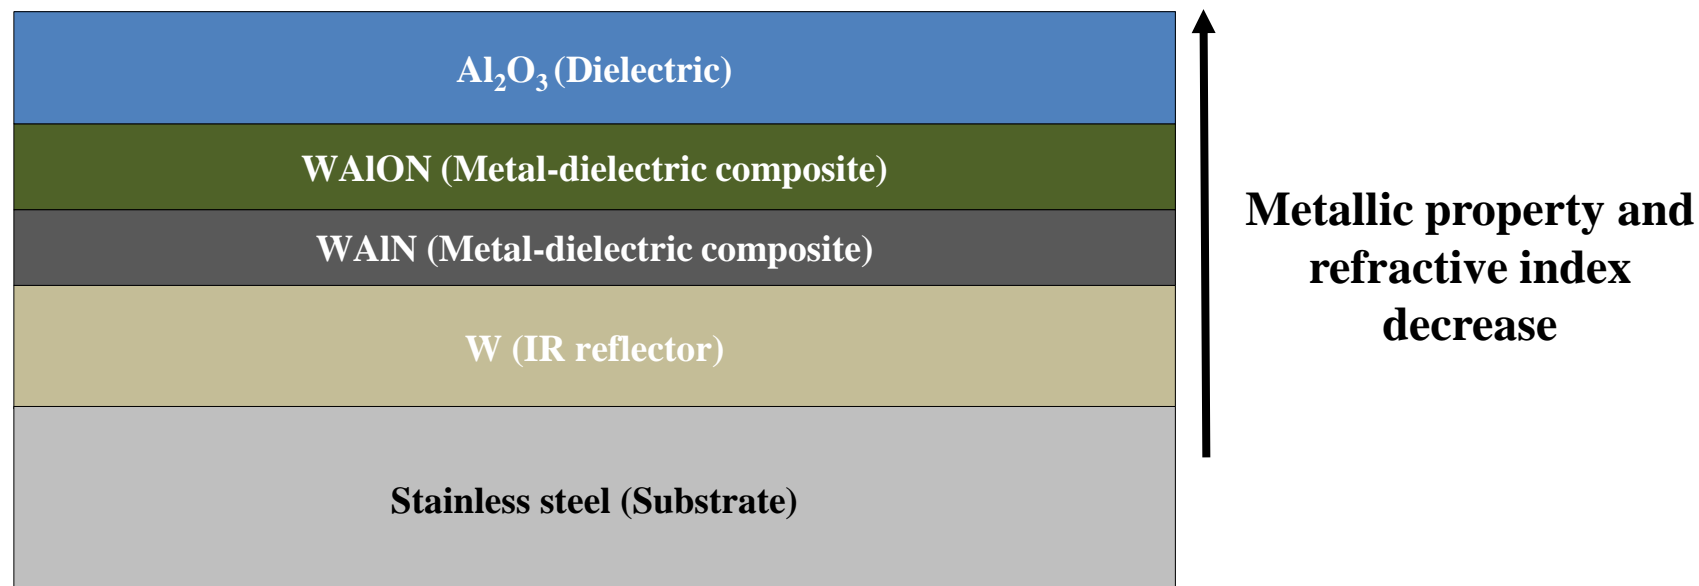 Al₂O₃ (Dielectric)
WAlON (Metal-dielectric composite)
WAlN (Metal-dielectric composite)
W (IR reflector)
Stainless steel (Substrate)
Metallic property and
refractive index
decrease